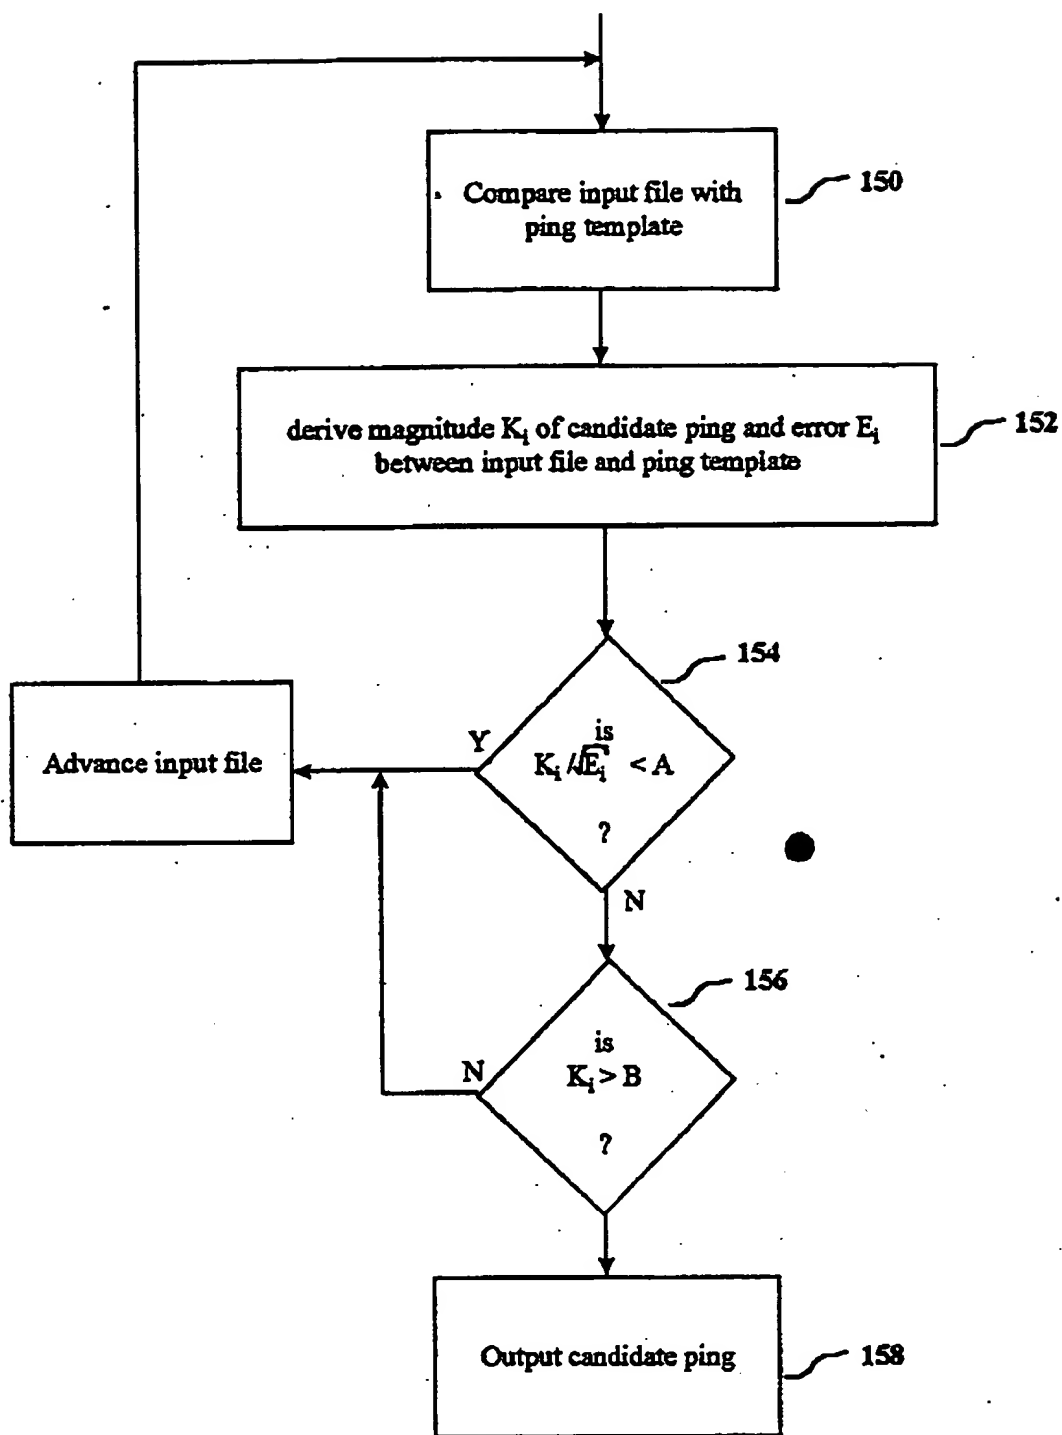 Compare input file with
ping template
150
derive magnitude Kᵢ of candidate ping and error Eᵢ
between input file and ping template
152
154
is
Kᵢ /√Eᵢ < A
?
Y
Advance input file
N
156
is
Kᵢ > B
?
N
Output candidate ping
158